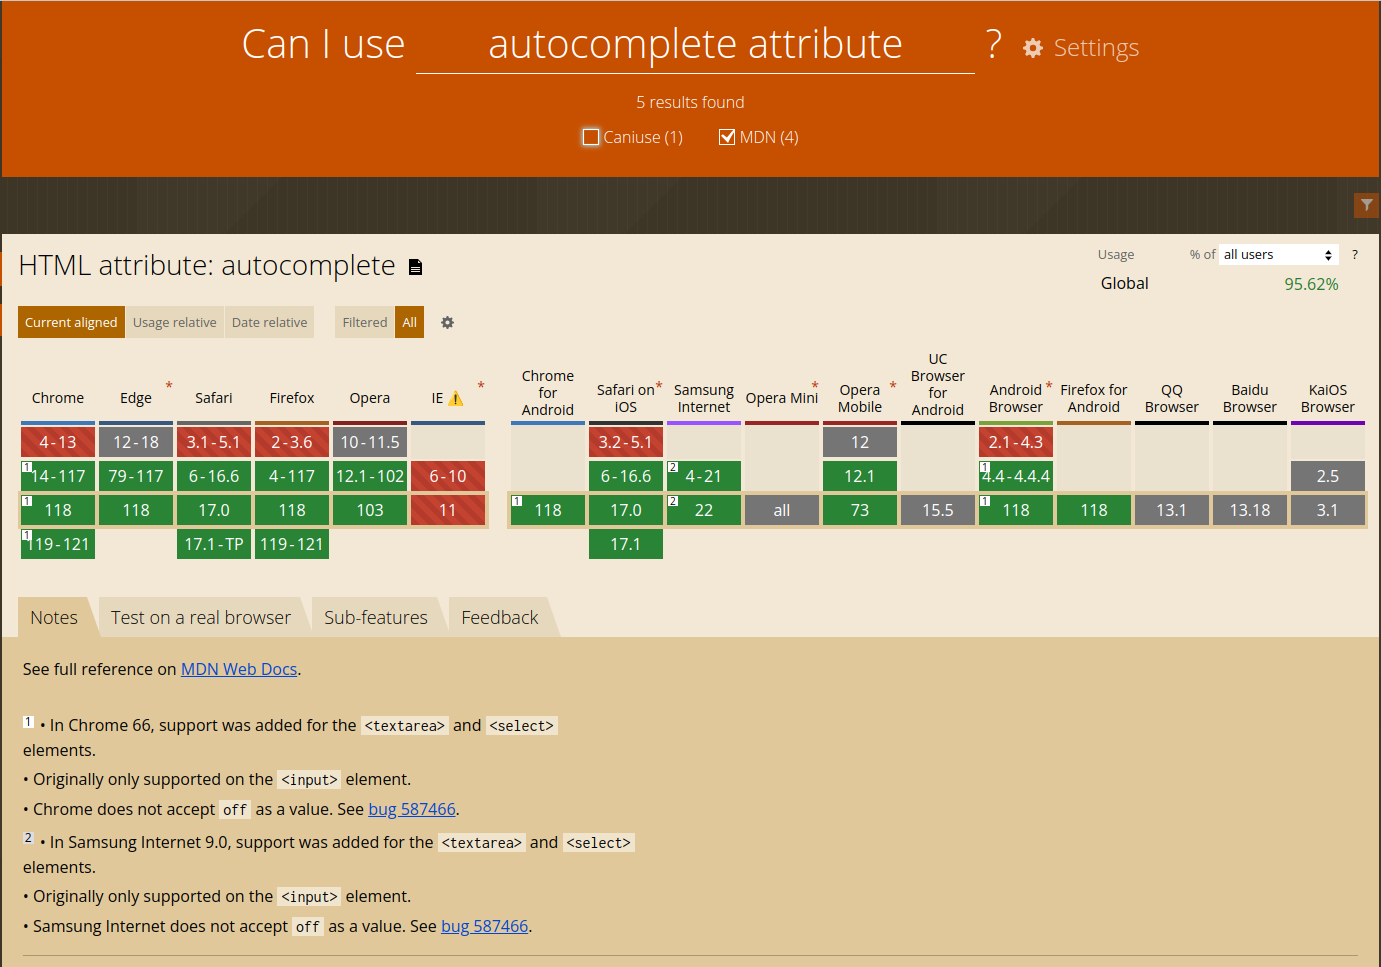 Can I use autocomplete attribute ? Settings
5 results found
Caniuse (1) MDN (4)
HTML attribute: autocomplete
Usage % of all users ?
Global 95.62%
Current aligned Usage relative Date relative Filtered All
Chrome Edge * Safari Firefox Opera IE ⚠ * Chrome for Android Safari on iOS * Samsung Internet Opera Mini * Opera Mobile * UC Browser for Android Android Browser * Firefox for Android QQ Browser Baidu Browser KaiOS Browser
4-13 12-18 3.1-5.1 2-3.6 10-11.5 3.2-5.1 12 2.1-4.3
1 14-117 79-117 6-16.6 4-117 12.1-102 6-10 6-16.6 2 4-21 12.1 1 4.4-4.4.4 2.5
1 118 118 17.0 118 103 11 1 118 17.0 2 22 all 73 15.5 1 118 118 13.1 13.18 3.1
1 119-121 17.1-TP 119-121 17.1
Notes Test on a real browser Sub-features Feedback
See full reference on MDN Web Docs.
1 • In Chrome 66, support was added for the <textarea> and <select>
elements.
• Originally only supported on the <input> element.
• Chrome does not accept off as a value. See bug 587466.
2 • In Samsung Internet 9.0, support was added for the <textarea> and <select>
elements.
• Originally only supported on the <input> element.
• Samsung Internet does not accept off as a value. See bug 587466.